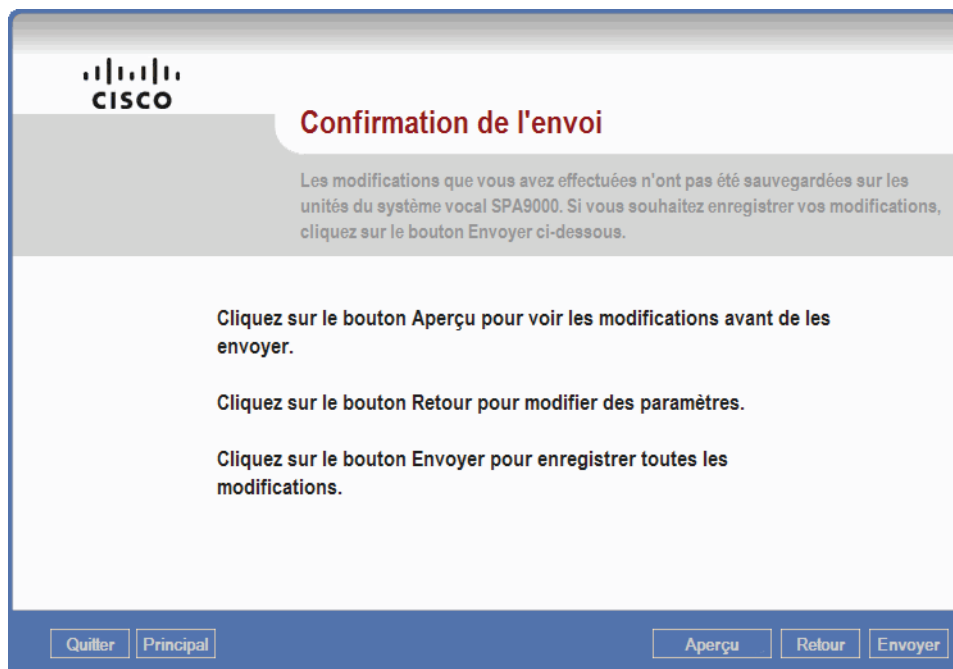 CISCO
Confirmation de l'envoi
Les modifications que vous avez effectuées n'ont pas été sauvegardées sur les
unités du système vocal SPA9000. Si vous souhaitez enregistrer vos modifications,
cliquez sur le bouton Envoyer ci-dessous.
Cliquez sur le bouton Aperçu pour voir les modifications avant de les
envoyer.
Cliquez sur le bouton Retour pour modifier des paramètres.
Cliquez sur le bouton Envoyer pour enregistrer toutes les
modifications.
Quitter Principal Aperçu Retour Envoyer